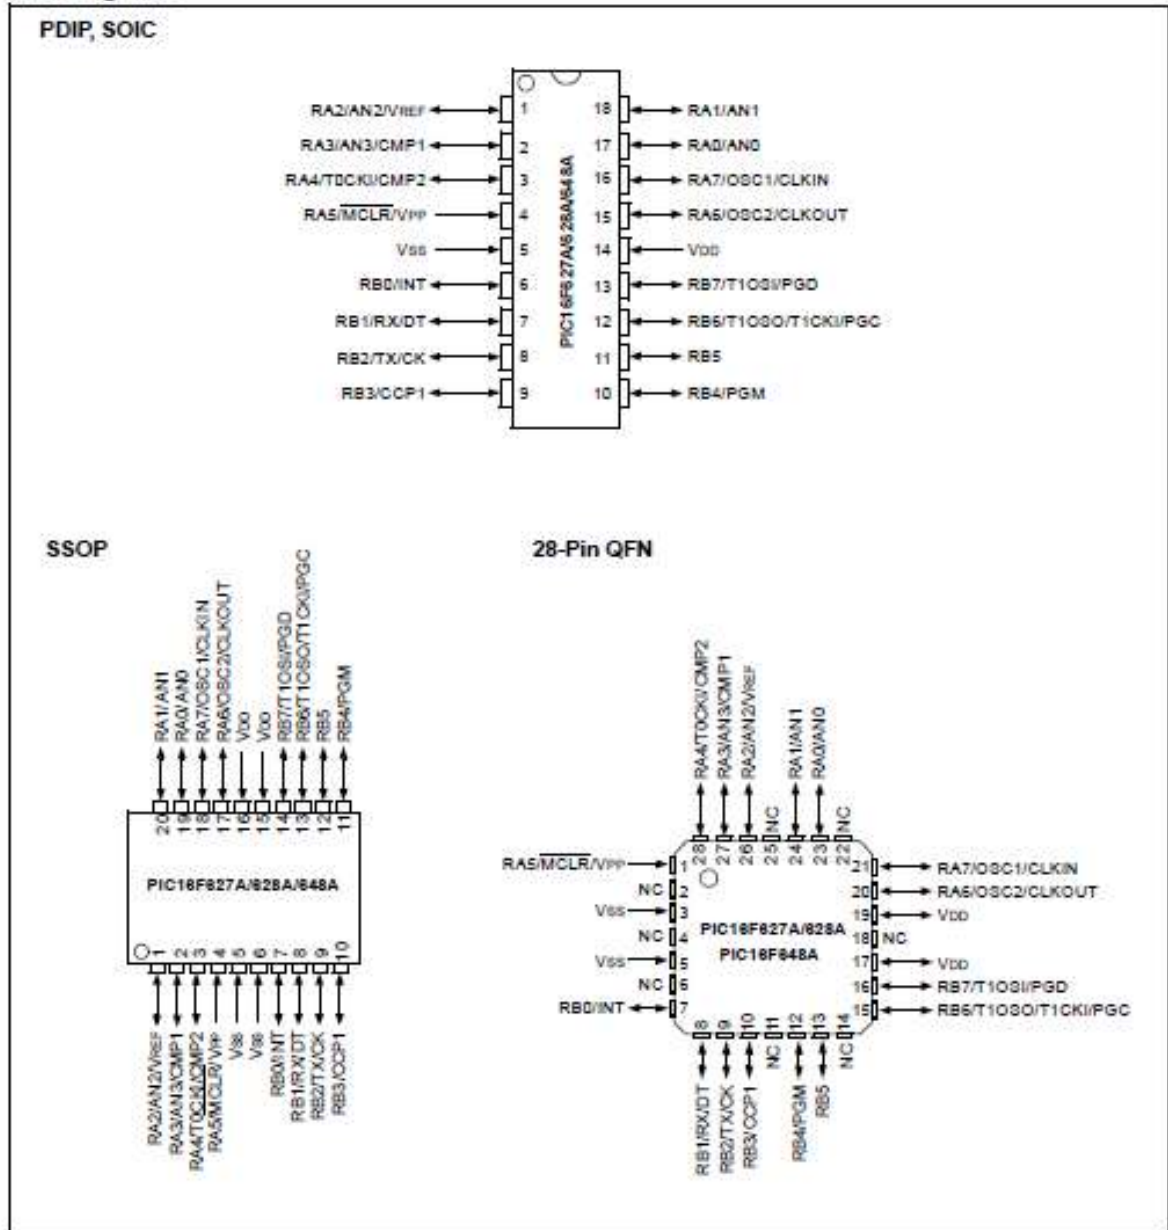 PDIP, SOIC
RA2/AN2/VREF 1 18 RA1/AN1
RA3/AN3/CMP1 2 17 RA0/AN0
RA4/T0CKI/CMP2 3 16 RA7/OSC1/CLKIN
RA5/MCLR/VPP 4 15 RA6/OSC2/CLKOUT
VSS 5 14 VDD
RB0/INT 6 13 RB7/T1OSI/PGD
RB1/RX/DT 7 12 RB6/T1OSO/T1CKI/PGC
RB2/TX/CK 8 11 RB5
RB3/CCP1 9 10 RB4/PGM
PIC16F627A/628A/648A
SSOP
RA1/AN1
RA0/AN0
RA7/OSC1/CLKIN
RA6/OSC2/CLKOUT
VDD
VDD
RB7/T1OSI/PGD
RB6/T1OSO/T1CKI/PGC
RB5
RB4/PGM
20 19 18 17 16 15 14 13 12 11
PIC16F627A/628A/648A
1 2 3 4 5 6 7 8 9 10
RA2/AN2/VREF
RA3/AN3/CMP1
RA4/T0CKI/CMP2
RA5/MCLR/VPP
VSS
VSS
RB0/INT
RB1/RX/DT
RB2/TX/CK
RB3/CCP1
28-Pin QFN
RA4/T0CKI/CMP2
RA3/AN3/CMP1
RA2/AN2/VREF
NC
RA1/AN1
RA0/AN0
NC
28 27 26 25 24 23 22
RA5/MCLR/VPP 1 21 RA7/OSC1/CLKIN
NC 2 20 RA6/OSC2/CLKOUT
VSS 3 19 VDD
NC 4 18 NC
VSS 5 17 VDD
NC 6 16 RB7/T1OSI/PGD
RB0/INT 7 15 RB6/T1OSO/T1CKI/PGC
PIC16F627A/628A
PIC16F648A
8 9 10 11 12 13 14
RB1/RX/DT
RB2/TX/CK
RB3/CCP1
NC
RB4/PGM
RB5
NC